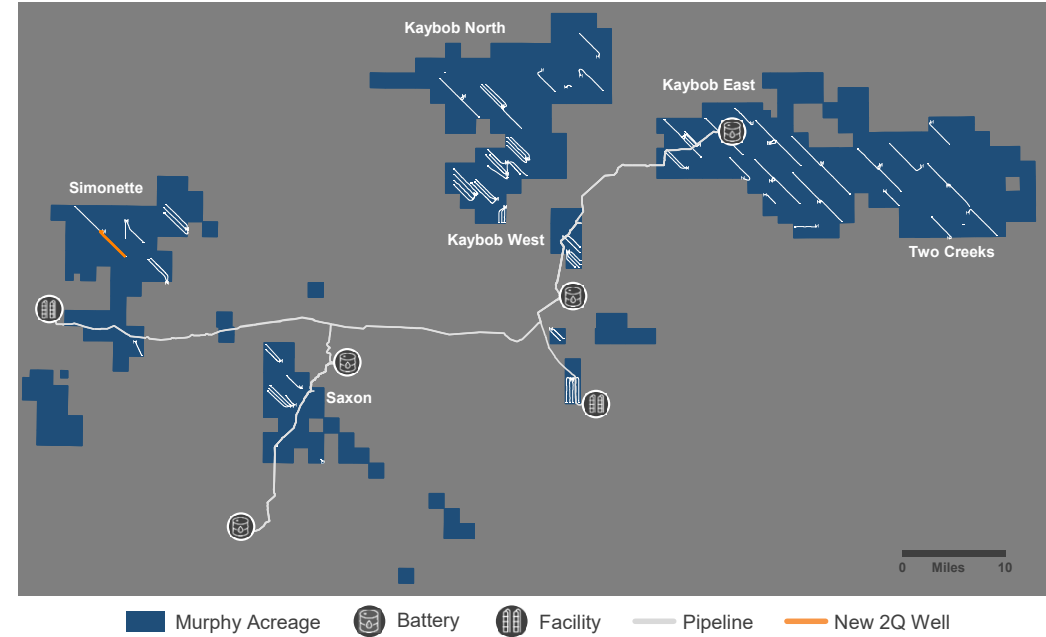 Kaybob North
Kaybob East
Simonette
Kaybob West
Two Creeks
Saxon
0 Miles 10
Murphy Acreage
Battery
Facility
Pipeline
New 2Q Well